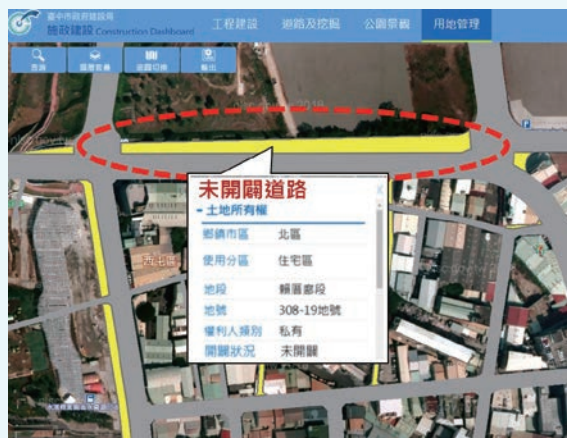 臺中市政府建設局
施政建設 Construction Dashboard
工程建設 道路及挖掘 公園景觀 用地管理
查詢 圖層套疊 底圖切換 輸出
未開闢道路
- 土地所有權
x
鄉鎮市區 北區
使用分區 住宅區
地段 賴厝廍段
地號 308-19地號
權利人類別 私有
開闢狀況 未開闢
P